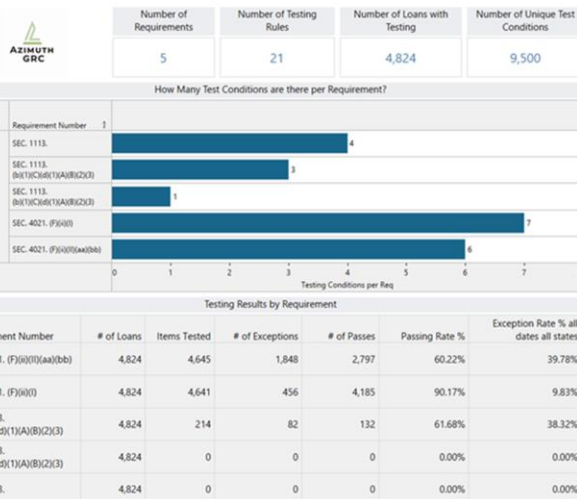 AZIMUTH
GRC
Number of
Requirements
5
Number of Testing
Rules
21
Number of Loans with
Testing
4,824
Number of Unique Test
Conditions
9,500
How Many Test Conditions are there per Requirement?
Requirement Number
SEC. 1113.
4
SEC. 1113.
(b)(1)(C)(d)(1)(A)(B)(2)(3)
3
SEC. 1113.
(b)(1)(C)(d)(1)(A)(B)(2)(3)
1
SEC. 4021. (F)(ii)(I)
7
SEC. 4021. (F)(ii)(II)(aa)(bb)
6
0 1 2 3 4 5 6 7
Testing Conditions per Req
Testing Results by Requirement
ent Number # of Loans Items Tested # of Exceptions # of Passes Passing Rate % Exception Rate % all
dates all states
. (F)(ii)(II)(aa)(bb) 4,824 4,645 1,848 2,797 60.22% 39.78%
. (F)(ii)(I) 4,824 4,641 456 4,185 90.17% 9.83%
3.
d)(1)(A)(B)(2)(3) 4,824 214 82 132 61.68% 38.32%
3.
d)(1)(A)(B)(2)(3) 4,824 0 0 0 0.00% 0.00%
3. 4,824 0 0 0 0.00% 0.00%